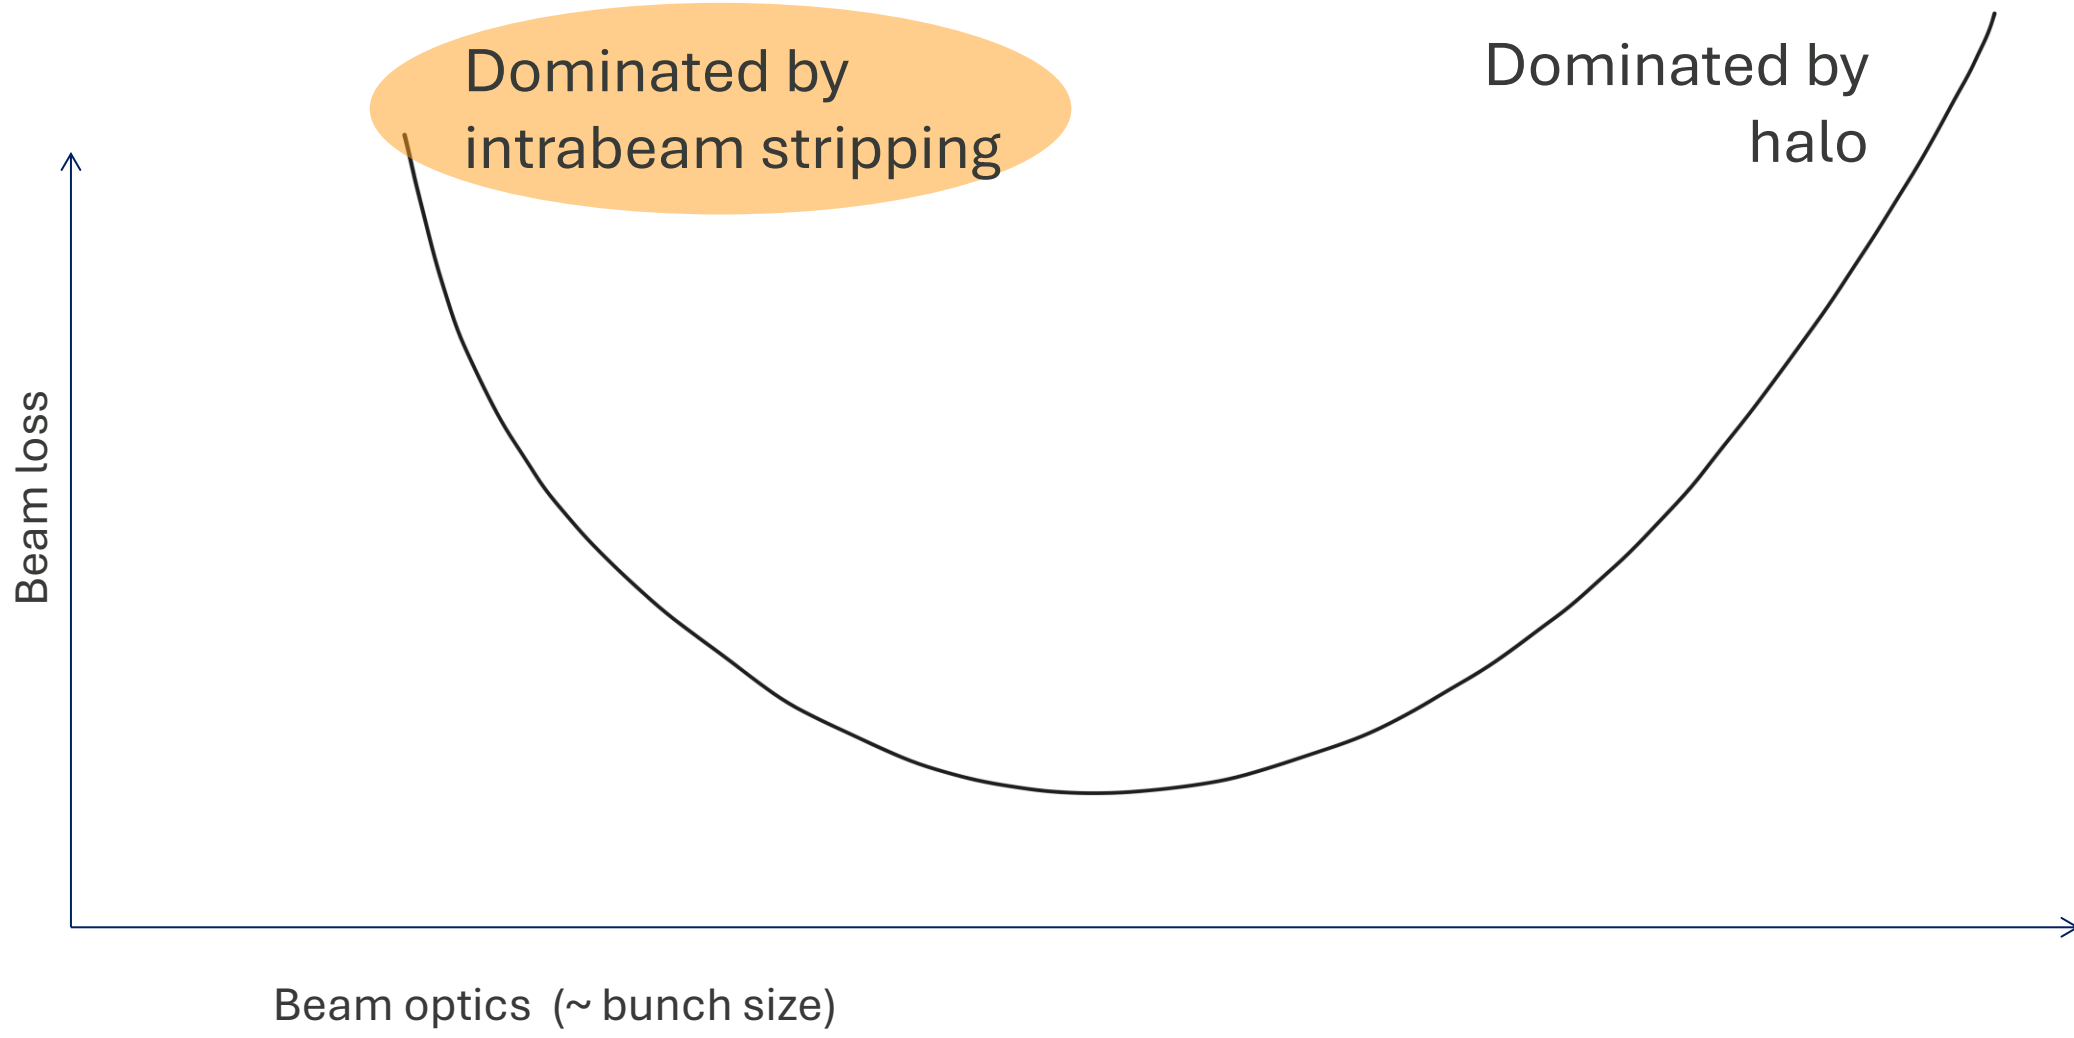 Dominated by
intrabeam stripping
Dominated by
halo
Beam loss
Beam optics (~ bunch size)